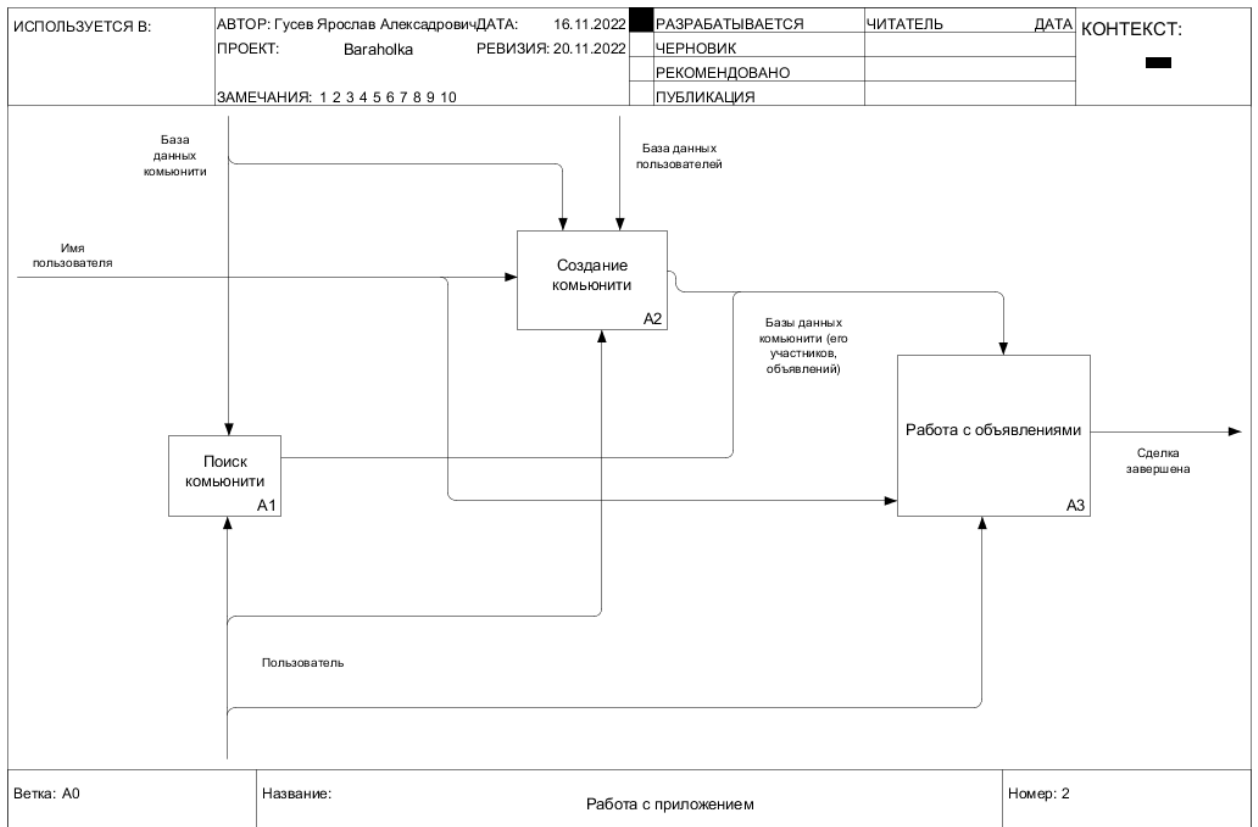 ИСПОЛЬЗУЕТСЯ В:
АВТОР: Гусев Ярослав Алексадрович
ДАТА: 16.11.2022
ПРОЕКТ: Baraholka
РЕВИЗИЯ: 20.11.2022
ЗАМЕЧАНИЯ: 1 2 3 4 5 6 7 8 9 10
РАЗРАБАТЫВАЕТСЯ
ЧЕРНОВИК
РЕКОМЕНДОВАНО
ПУБЛИКАЦИЯ
ЧИТАТЕЛЬ
ДАТА
КОНТЕКСТ:
База
данных
комьюнити
База данных
пользователей
Имя
пользователя
Создание
комьюнити
A2
Базы данных
комьюнити (его
участников,
объявлений)
Работа с объявлениями
A3
Сделка
завершена
Поиск
комьюнити
A1
Пользователь
Ветка: A0
Название:
Работа с приложением
Номер: 2